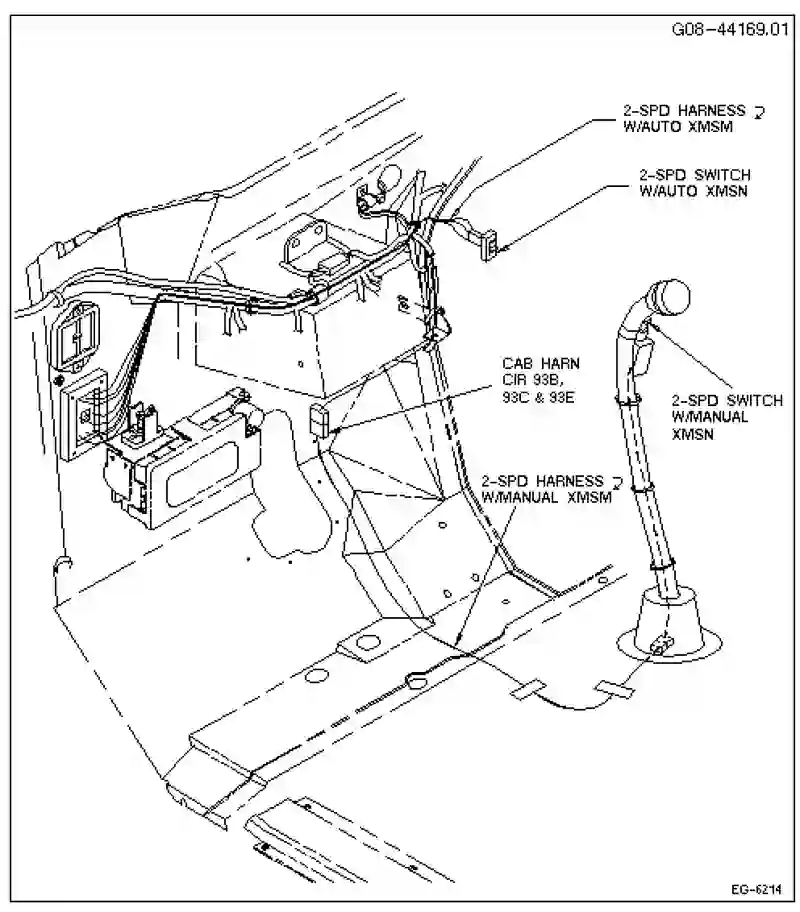 G08-44169.01
2-SPD HARNESS
W/AUTO XMSM
2-SPD SWITCH
W/AUTO XMSN
CAB HARN
CIR 93B,
93C & 93E
2-SPD SWITCH
W/MANUAL
XMSN
2-SPD HARNESS
W/MANUAL XMSM
EG-6214